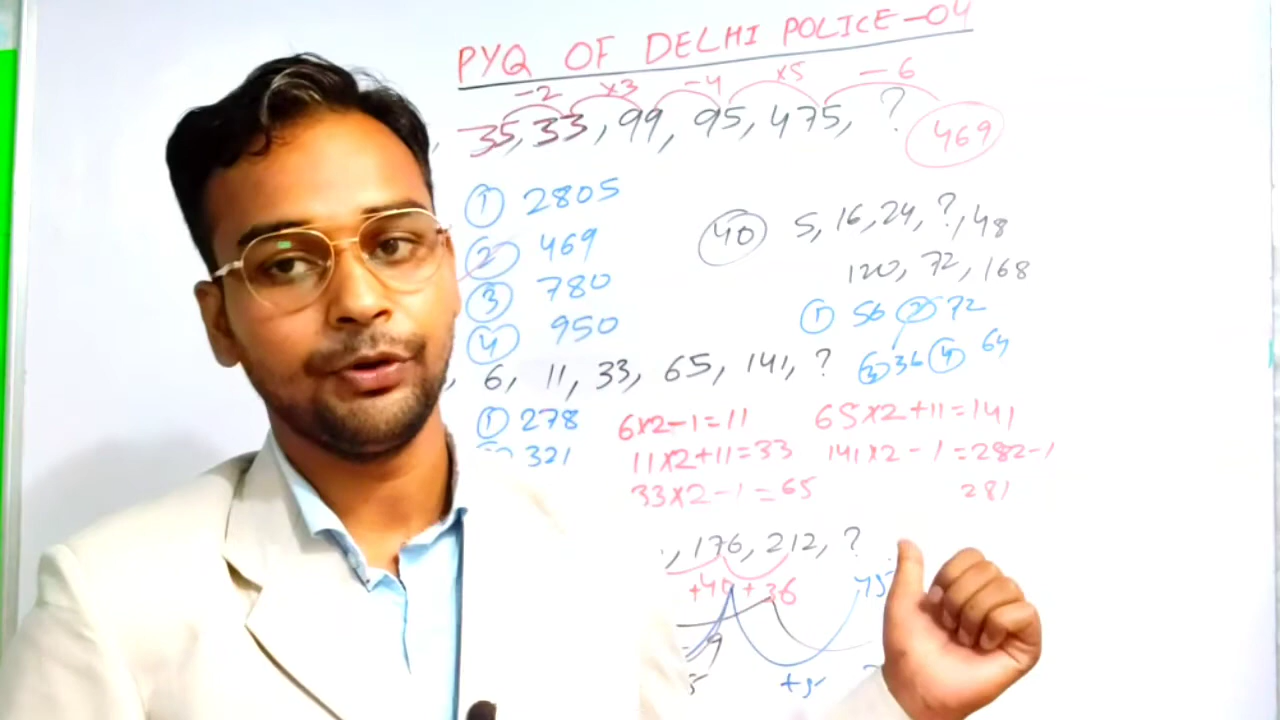 PYQ OF DELHI POLICE-04
-2 ×3 -4 ×5 -6
, 35, 33, 99, 95, 475, ?
469
① 2805
② 469
③ 780
④ 950
40 5, 16, 24, ?, 48
120, 72, 168
① 56 ② 72
③ 36 ④ 64
, 6, 11, 33, 65, 141, ?
① 278
321
6×2-1=11
11×2+11=33
33×2-1=65
65×2+11=141
141×2-1=282-1
281
, 176, 212, ?
+36
+5